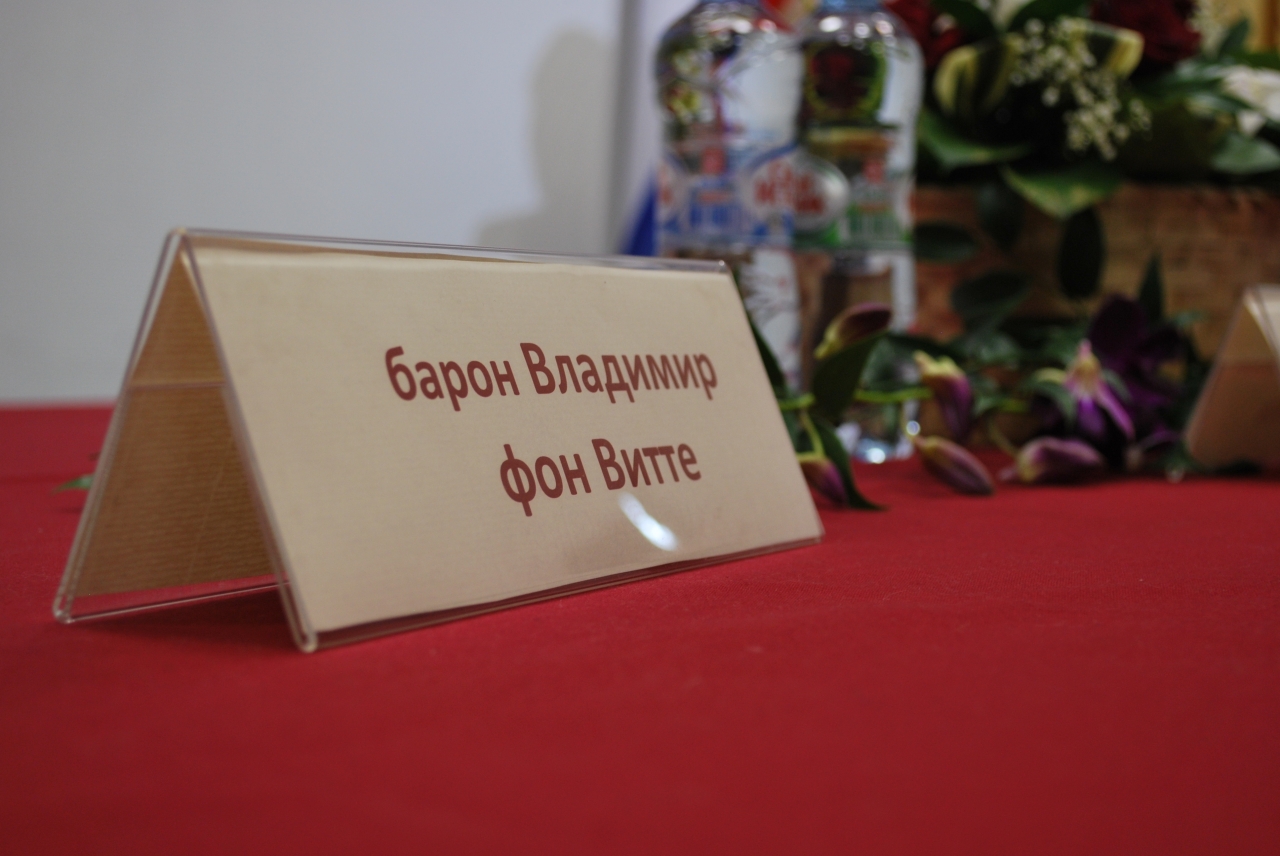 барон Владимир
фон Витте